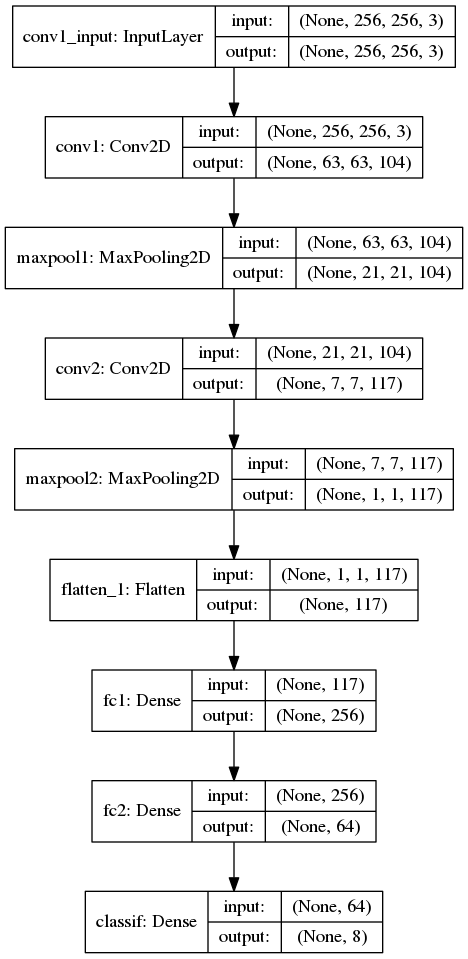 conv1_input: InputLayer
input: (None, 256, 256, 3)
output: (None, 256, 256, 3)
conv1: Conv2D
input: (None, 256, 256, 3)
output: (None, 63, 63, 104)
maxpool1: MaxPooling2D
input: (None, 63, 63, 104)
output: (None, 21, 21, 104)
conv2: Conv2D
input: (None, 21, 21, 104)
output: (None, 7, 7, 117)
maxpool2: MaxPooling2D
input: (None, 7, 7, 117)
output: (None, 1, 1, 117)
flatten_1: Flatten
input: (None, 1, 1, 117)
output: (None, 117)
fc1: Dense
input: (None, 117)
output: (None, 256)
fc2: Dense
input: (None, 256)
output: (None, 64)
classif: Dense
input: (None, 64)
output: (None, 8)